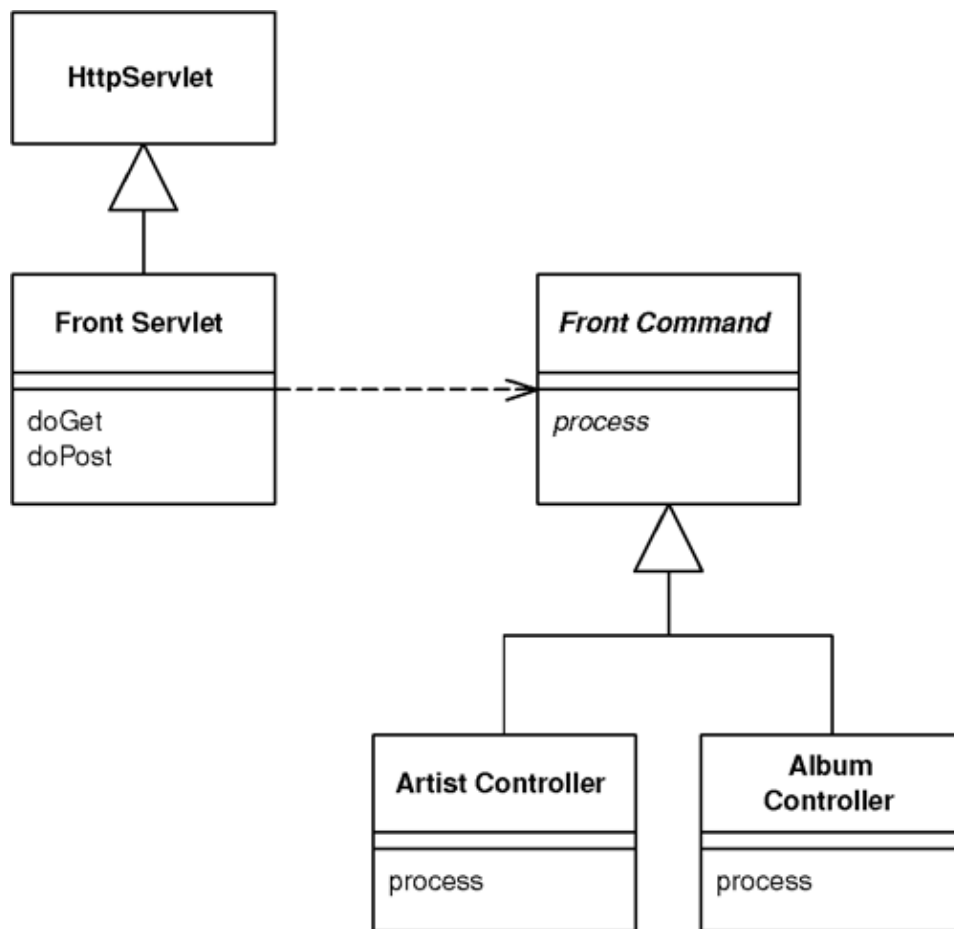 HttpServlet
Front Servlet
doGet
doPost
Front Command
process
Artist Controller
process
Album
Controller
process